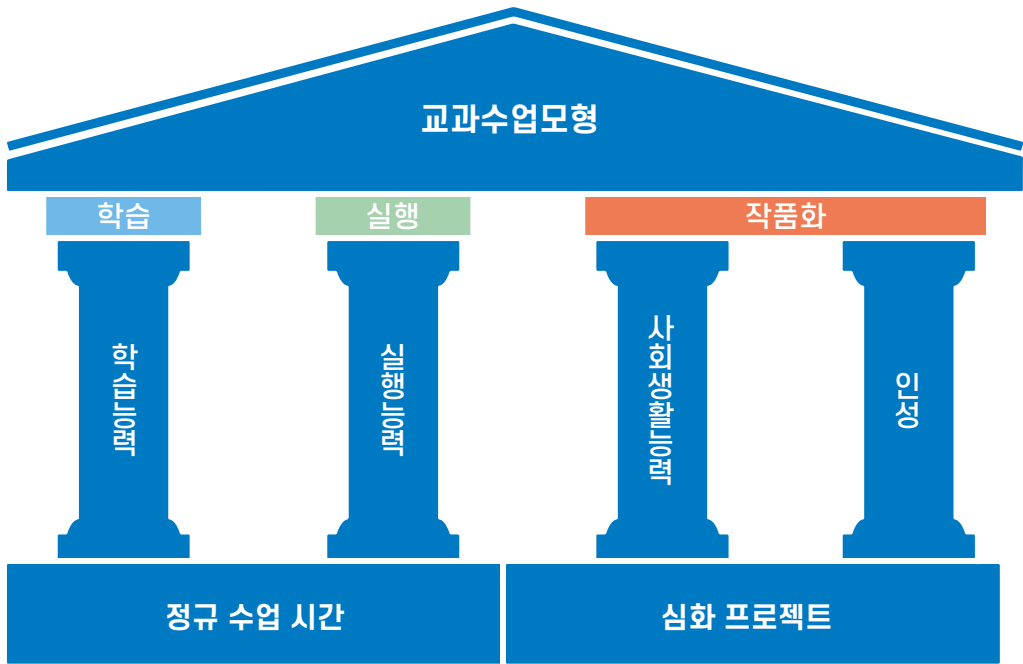 교과수업모형
학습
실행
작품화
학습능력
실행능력
사회생활능력
인성
정규 수업 시간
심화 프로젝트